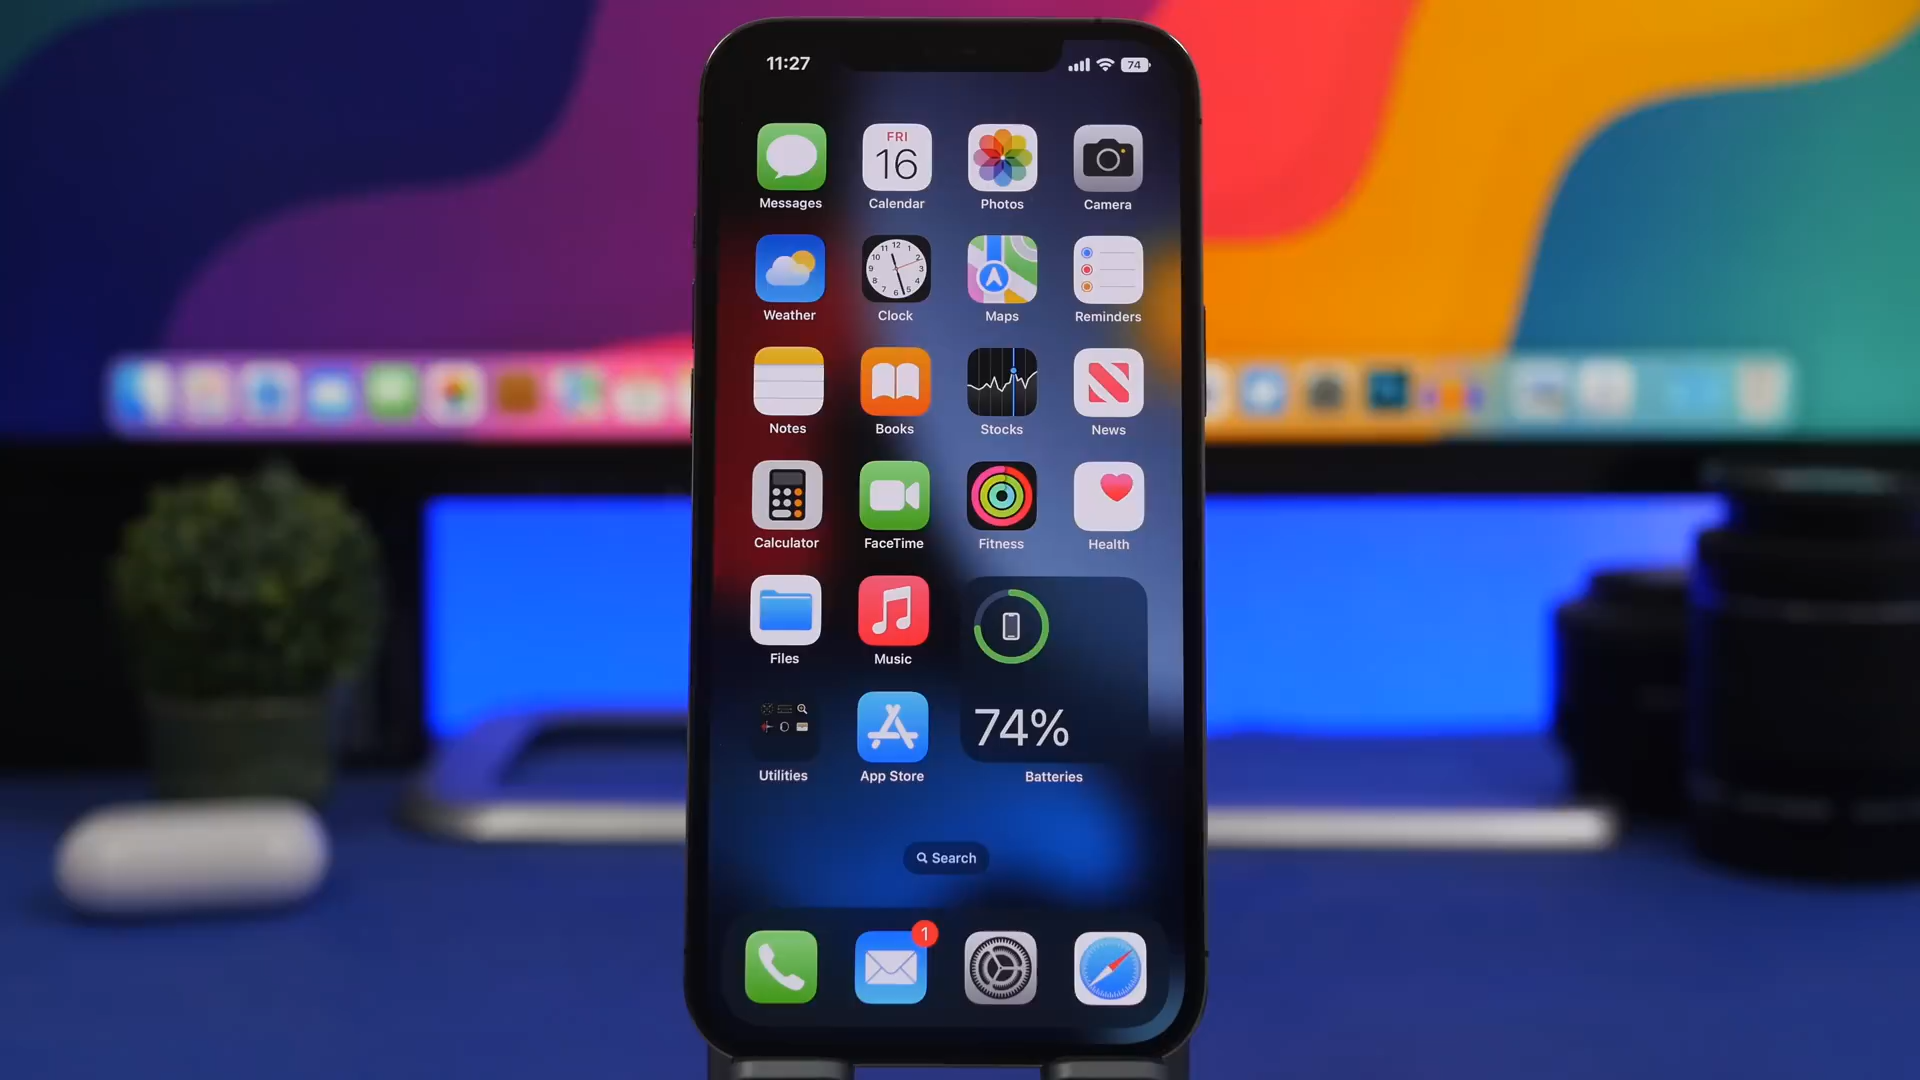 11:27
74
FRI
16
Messages
Calendar
Photos
Camera
Weather
Clock
Maps
Reminders
Notes
Books
Stocks
News
Calculator
FaceTime
Fitness
Health
Files
Music
74%
Utilities
App Store
Batteries
Search
1